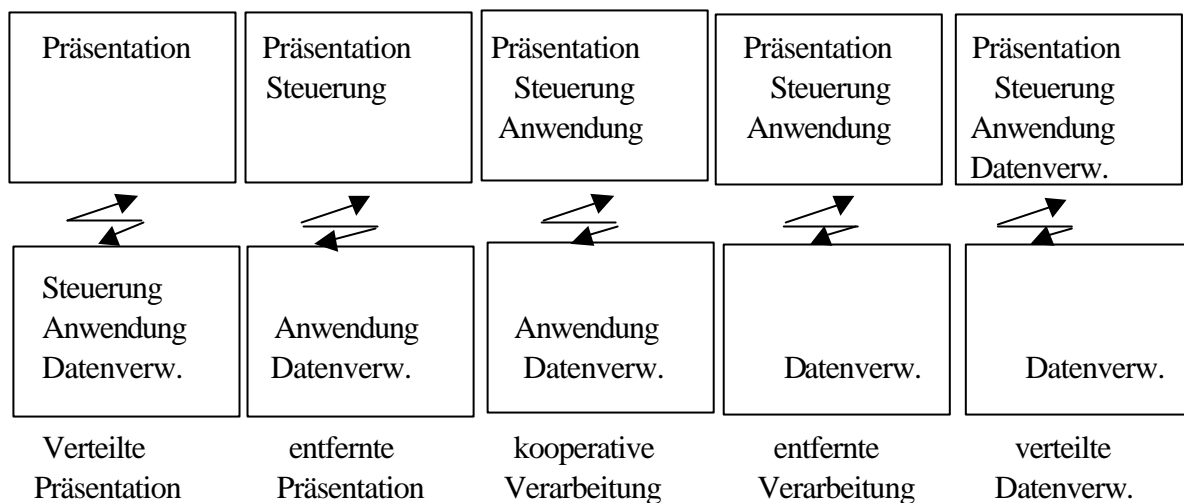 Präsentation
Präsentation
Steuerung
Präsentation
Steuerung
Anwendung
Präsentation
Steuerung
Anwendung
Präsentation
Steuerung
Anwendung
Datenverw.
Steuerung
Anwendung
Datenverw.
Anwendung
Datenverw.
Anwendung
Datenverw.
Datenverw.
Datenverw.
Verteilte
Präsentation
entfernte
Präsentation
kooperative
Verarbeitung
entfernte
Verarbeitung
verteilte
Datenverw.